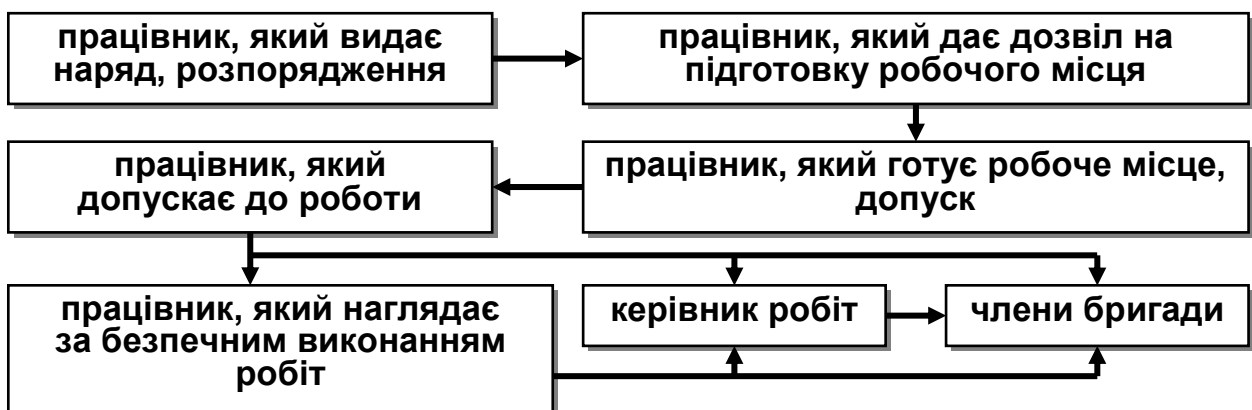 працівник, який видає
наряд, розпорядження
працівник, який дає дозвіл на
підготовку робочого місця
працівник, який
допускає до роботи
працівник, який готує робоче місце,
допуск
працівник, який наглядає
за безпечним виконанням
робіт
керівник робіт
члени бригади